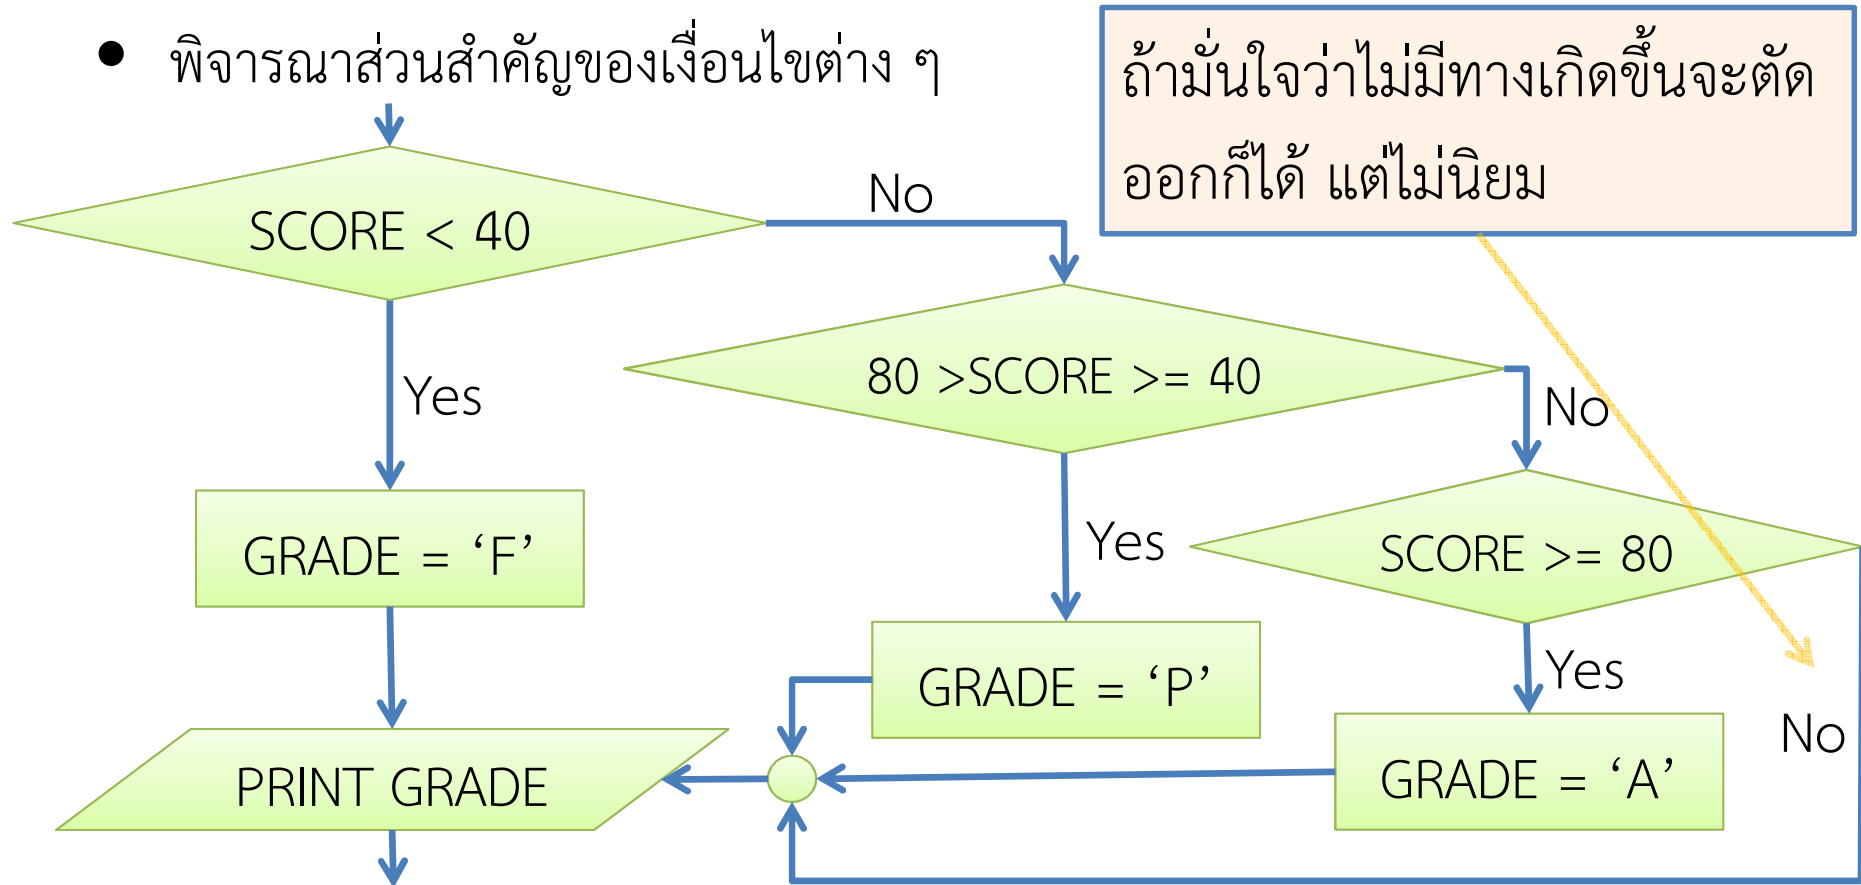 ● พิจารณาส่วนสำคัญของเงื่อนไขต่าง ๆ
ถ้ามั่นใจว่าไม่มีทางเกิดขึ้นจะตัด
ออกก็ได้ แต่ไม่นิยม
SCORE < 40
No
80 >SCORE >= 40
Yes
No
GRADE = ‘F’
Yes
SCORE >= 80
GRADE = ‘P’
Yes
No
PRINT GRADE
GRADE = ‘A’